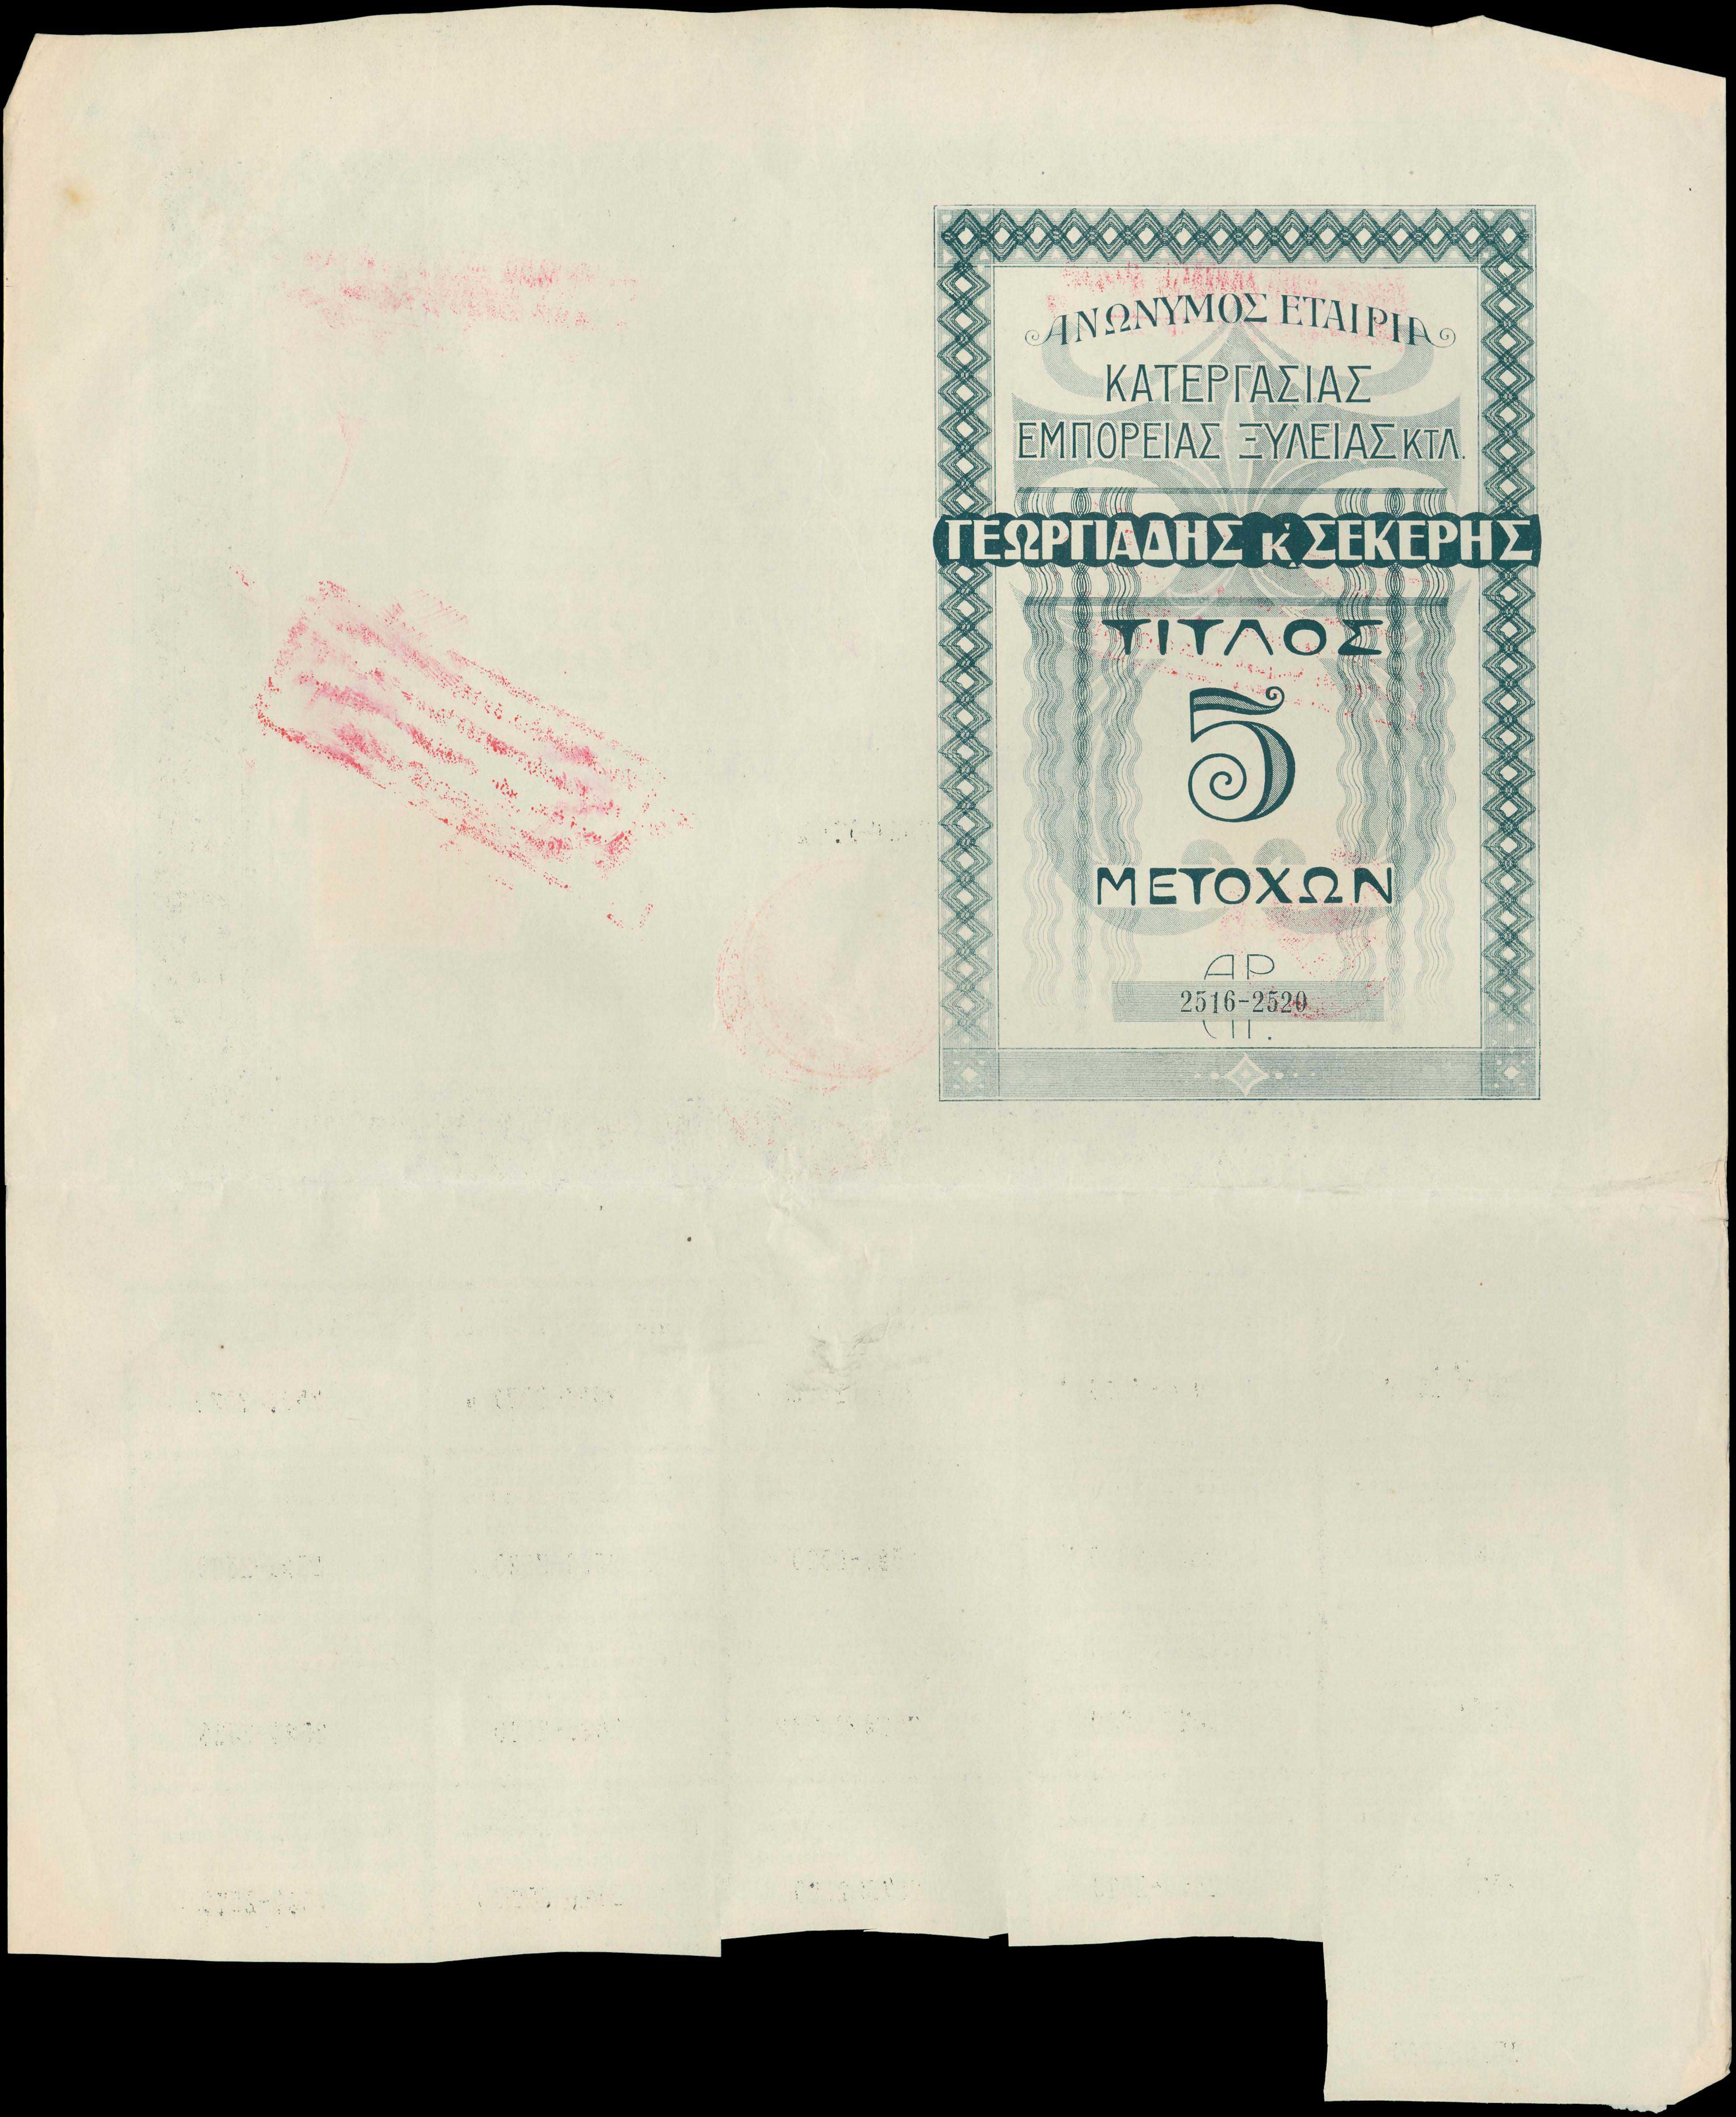 ΑΝΩΝΥΜΟΣ ΕΤΑΙΡΙΑ
ΚΑΤΕΡΓΑΣΙΑΣ
ΕΜΠΟΡΕΙΑΣ ΞΥΛΕΙΑΣ ΚΤΛ.
ΓΕΩΡΓΙΑΔΗΣ κ̀ ΣΕΚΕΡΗΣ
ΤΙΤΛΟΣ
5
ΜΕΤΟΧΩΝ
ΑΡ
2516-2520